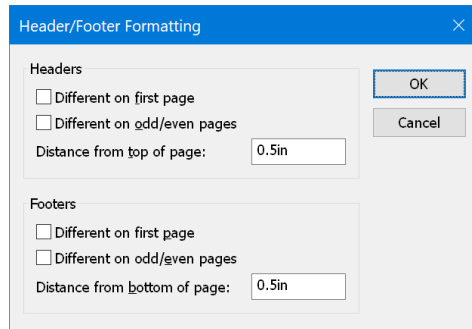 Header/Footer Formatting
Headers
Different on first page
Different on odd/even pages
Distance from top of page: 0.5in
OK
Cancel
Footers
Different on first page
Different on odd/even pages
Distance from bottom of page: 0.5in